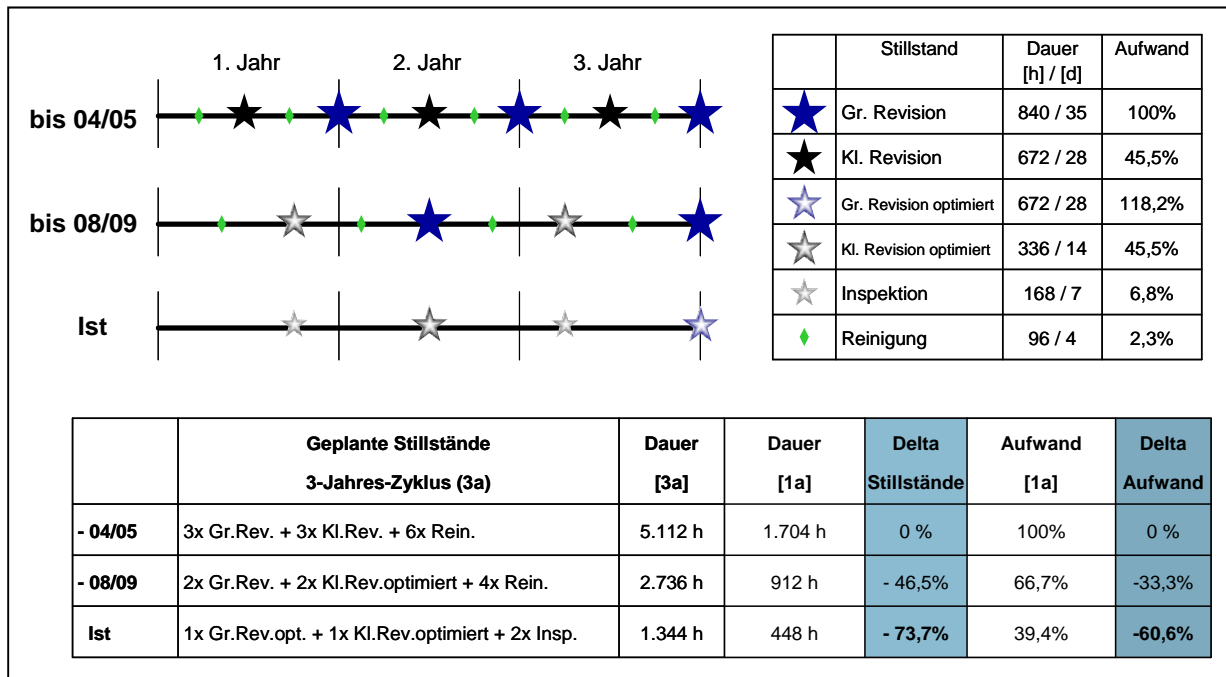 1. Jahr 2. Jahr 3. Jahr
bis 04/05
bis 08/09
Ist
Stillstand Dauer Aufwand
[h] / [d]
Gr. Revision 840 / 35 100%
Kl. Revision 672 / 28 45,5%
Gr. Revision optimiert 672 / 28 118,2%
Kl. Revision optimiert 336 / 14 45,5%
Inspektion 168 / 7 6,8%
Reinigung 96 / 4 2,3%
Geplante Stillstände Dauer Dauer Delta Aufwand Delta
3-Jahres-Zyklus (3a) [3a] [1a] Stillstände [1a] Aufwand
- 04/05 3x Gr.Rev. + 3x Kl.Rev. + 6x Rein. 5.112 h 1.704 h 0 % 100% 0 %
- 08/09 2x Gr.Rev. + 2x Kl.Rev.optimiert + 4x Rein. 2.736 h 912 h - 46,5% 66,7% -33,3%
Ist 1x Gr.Rev.opt. + 1x Kl.Rev.optimiert + 2x Insp. 1.344 h 448 h - 73,7% 39,4% -60,6%